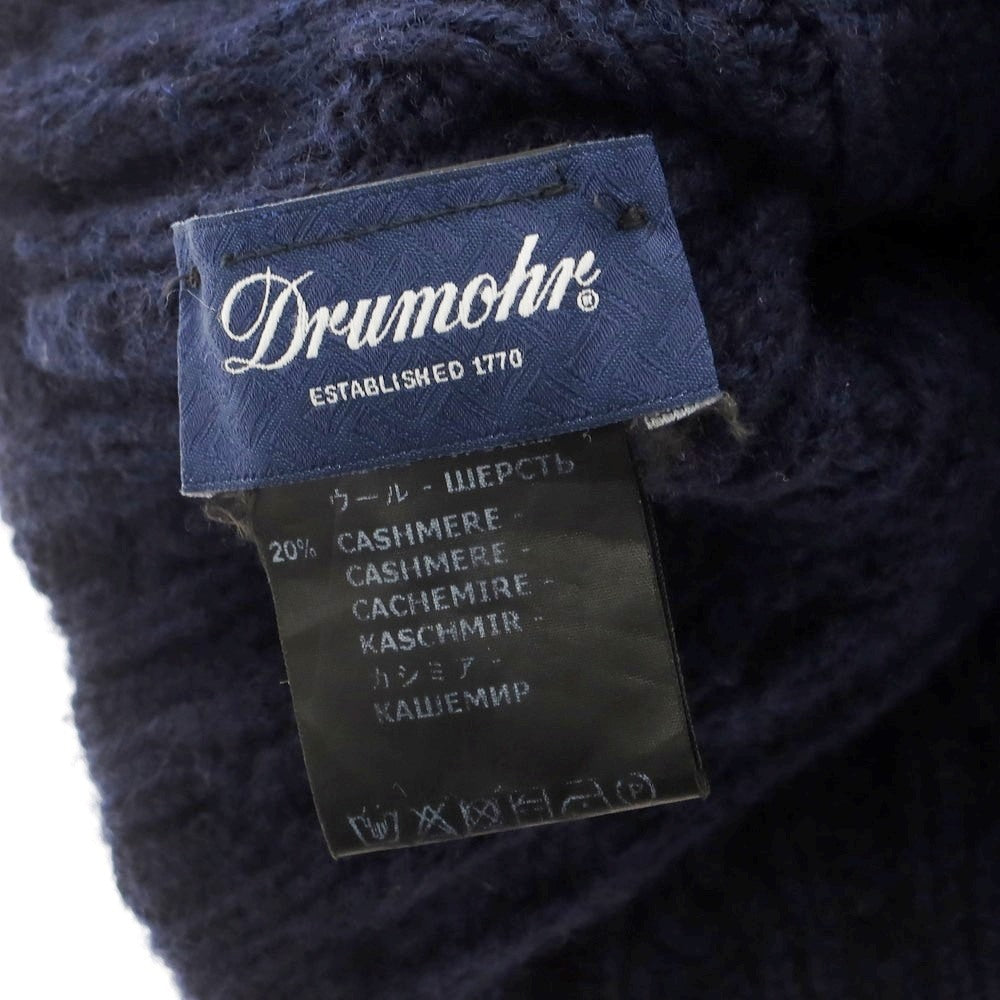 Drumohr®
ESTABLISHED 1770
ウール - ШЕРСТЬ
20% CASHMERE -
CASHMERE -
CACHEMIRE -
KASCHMIR -
カシミア -
КАШЕМИР
P